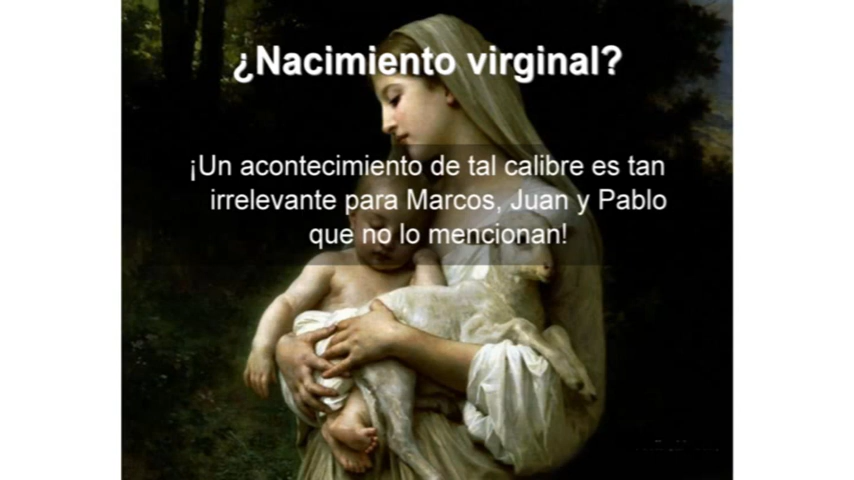 ¿Nacimiento virginal?
¡Un acontecimiento de tal calibre es tan
irrelevante para Marcos, Juan y Pablo
que no lo mencionan!